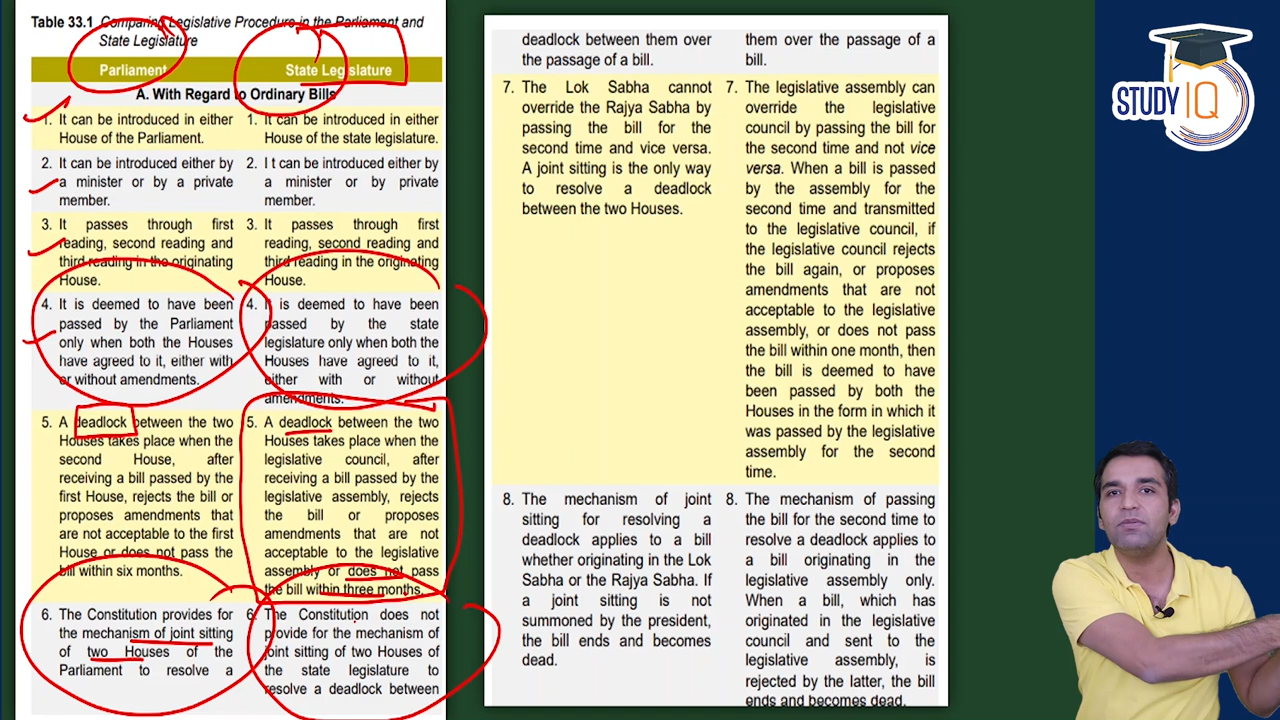 Table 33.1 Comparing Legislative Procedure in the Parliament and
State Legislature
Parliament
State Legislature
A. With Regard to Ordinary Bills
1. It can be introduced in either
House of the Parliament.
1. It can be introduced in either
House of the state legislature.
2. It can be introduced either by
a minister or by a private
member.
2. I t can be introduced either by
a minister or by private
member.
3. It passes through first
reading, second reading and
third reading in the originating
House.
3. It passes through first
reading, second reading and
third reading in the originating
House.
4. It is deemed to have been
passed by the Parliament
only when both the Houses
have agreed to it, either with
or without amendments.
4. It is deemed to have been
passed by the state
legislature only when both the
Houses have agreed to it,
either with or without
amendments.
5. A deadlock between the two
Houses takes place when the
second House, after
receiving a bill passed by the
first House, rejects the bill or
proposes amendments that
are not acceptable to the first
House or does not pass the
bill within six months.
5. A deadlock between the two
Houses takes place when the
legislative council, after
receiving a bill passed by the
legislative assembly, rejects
the bill or proposes
amendments that are not
acceptable to the legislative
assembly or does not pass
the bill within three months.
6. The Constitution provides for
the mechanism of joint sitting
of two Houses of the
Parliament to resolve a
6. The Constitution does not
provide for the mechanism of
joint sitting of two Houses of
the state legislature to
resolve a deadlock between
deadlock between them over
the passage of a bill.
them over the passage of a
bill.
7. The Lok Sabha cannot
override the Rajya Sabha by
passing the bill for the
second time and vice versa.
A joint sitting is the only way
to resolve a deadlock
between the two Houses.
7. The legislative assembly can
override the legislative
council by passing the bill for
the second time and not vice
versa. When a bill is passed
by the assembly for the
second time and transmitted
to the legislative council, if
the legislative council rejects
the bill again, or proposes
amendments that are not
acceptable to the legislative
assembly, or does not pass
the bill within one month, then
the bill is deemed to have
been passed by both the
Houses in the form in which it
was passed by the legislative
assembly for the second
time.
8. The mechanism of joint
sitting for resolving a
deadlock applies to a bill
whether originating in the Lok
Sabha or the Rajya Sabha. If
a joint sitting is not
summoned by the president,
the bill ends and becomes
dead.
8. The mechanism of passing
the bill for the second time to
resolve a deadlock applies to
a bill originating in the
legislative assembly only.
When a bill, which has
originated in the legislative
council and sent to the
legislative assembly, is
rejected by the latter, the bill
ends and becomes dead.
STUDY IQ